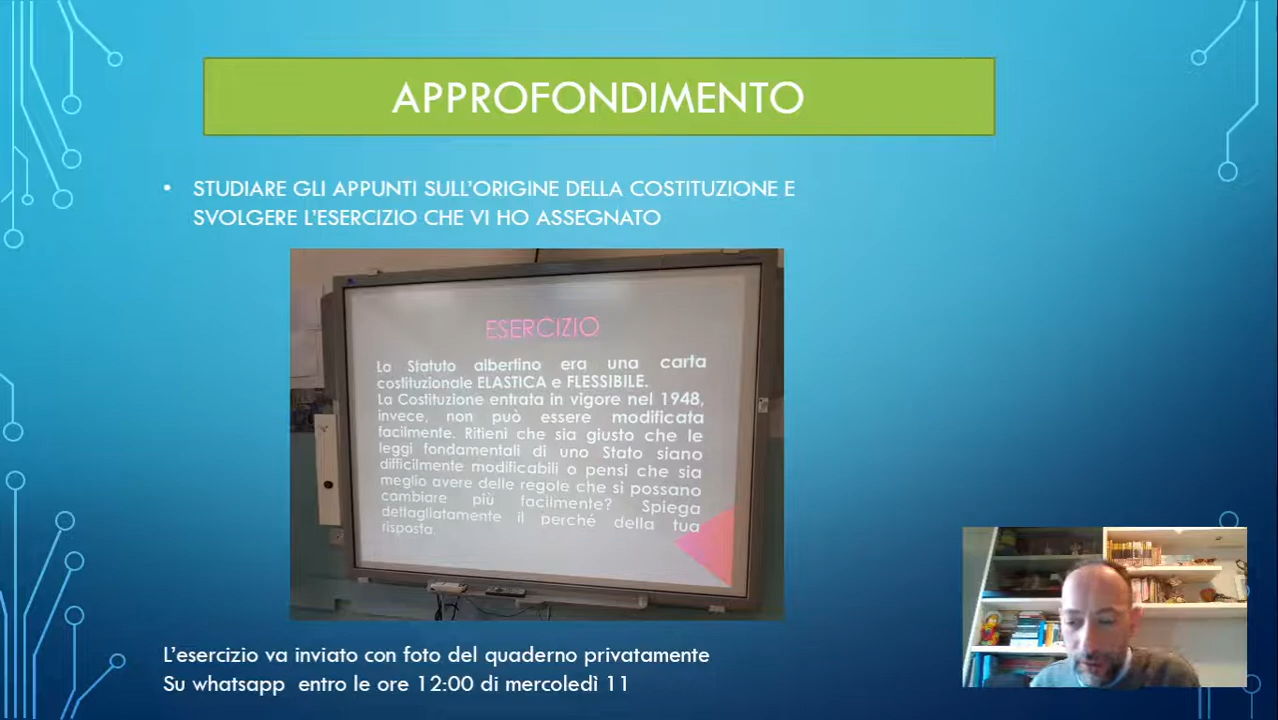 APPROFONDIMENTO
• STUDIARE GLI APPUNTI SULL'ORIGINE DELLA COSTITUZIONE E
SVOLGERE L'ESERCIZIO CHE VI HO ASSEGNATO
ESERCIZIO
Lo Statuto albertino era una carta
costituzionale ELASTICA e FLESSIBILE.
La Costituzione entrata in vigore nel 1948,
invece, non può essere modificata
facilmente. Ritieni che sia giusto che le
leggi fondamentali di uno Stato siano
difficilmente modificabili o pensi che sia
meglio avere delle regole che si possano
cambiare più facilmente? Spiega
dettagliatamente il perché della tua
risposta.
L'esercizio va inviato con foto del quaderno privatamente
Su whatsapp entro le ore 12:00 di mercoledì 11